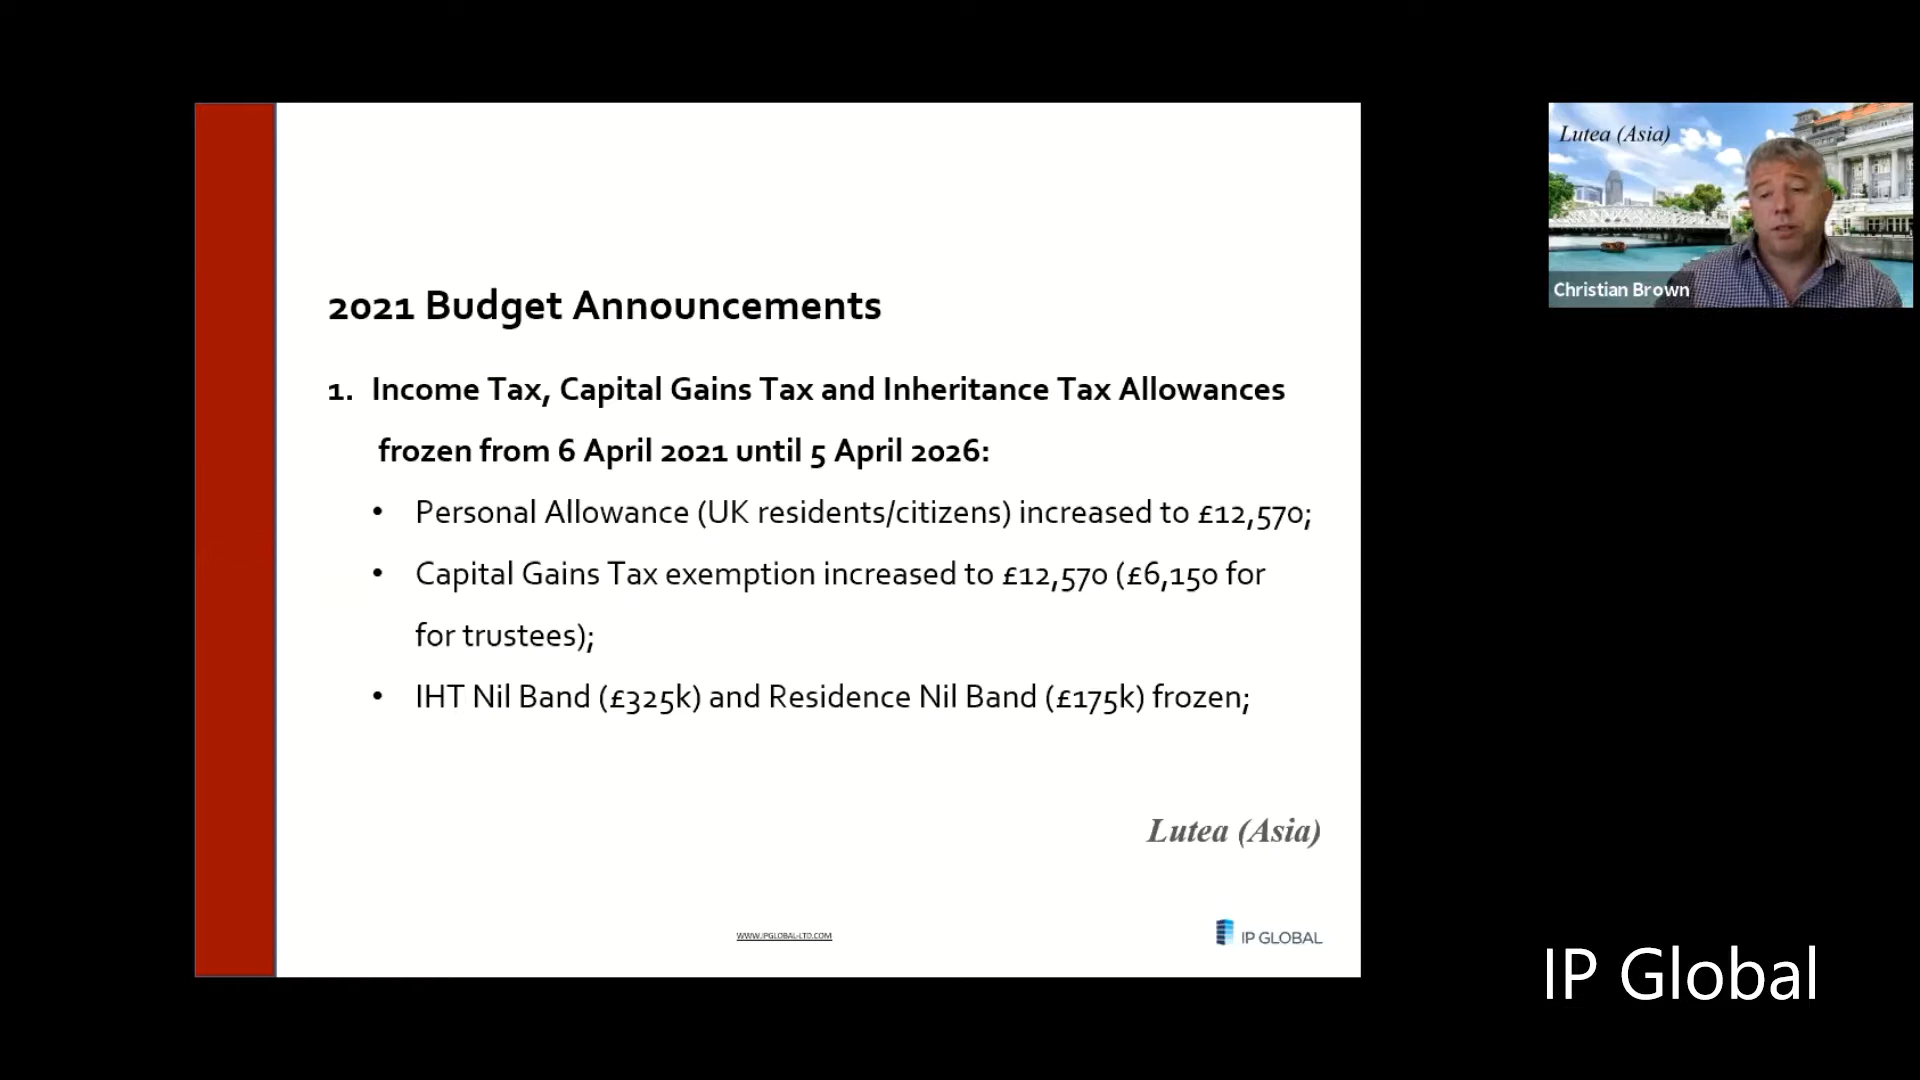 2021 Budget Announcements
1. Income Tax, Capital Gains Tax and Inheritance Tax Allowances
frozen from 6 April 2021 until 5 April 2026:
• Personal Allowance (UK residents/citizens) increased to £12,570;
• Capital Gains Tax exemption increased to £12,570 (£6,150 for
for trustees);
• IHT Nil Band (£325k) and Residence Nil Band (£175k) frozen;
Lutea (Asia)
WWW.IPGLOBAL-LTD.COM
IP GLOBAL
Lutea (Asia)
Christian Brown
IP Global